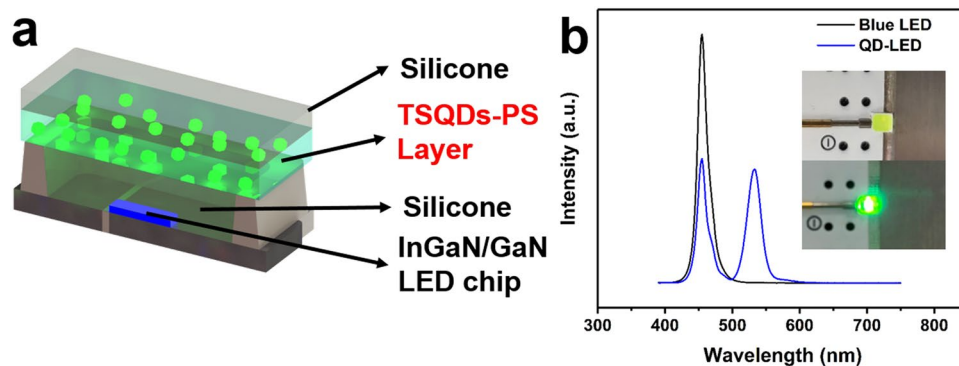 a
Silicone
TSQDs-PS
Layer
Silicone
InGaN/GaN
LED chip
b
Blue LED
QD-LED
Intensity (a.u.)
300 400 500 600 700 800
Wavelength (nm)